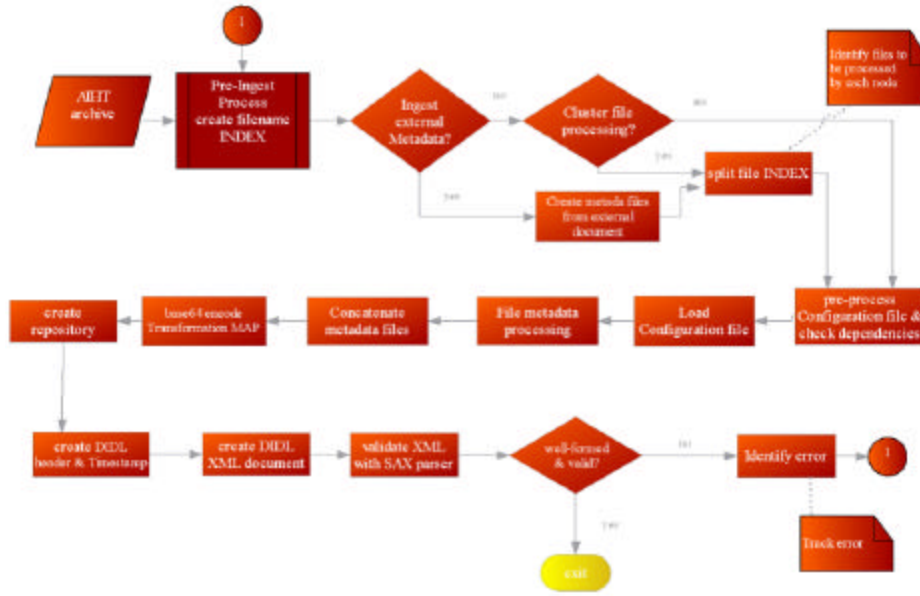 1
AIHT
archive
Pre-Ingest
Process
create filename
INDEX
Ingest
external
Metadata?
no
Cluster file
processing?
no
Identify files to
be processed
by each node
yes
yes
split file INDEX
Create metada files
from external
document
create
repository
base64 encode
Transformation MAP
Concatenate
metadata files
File metadata
processing
Load
Configuration file
pre-process
Configuration file &
check dependencies
create DIDL
header & Timestamp
create DIDL
XML document
validate XML
with SAX parser
well-formed
& valid?
no
Identify error
1
yes
exit
Track error